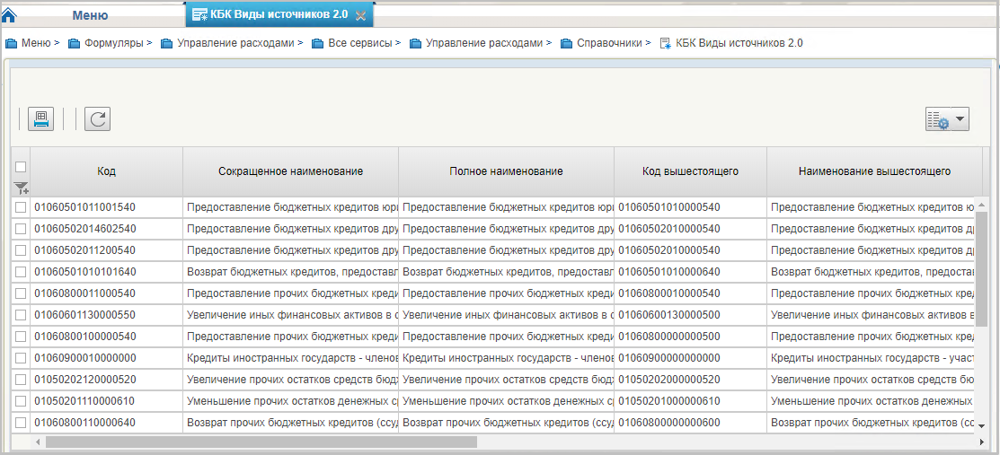 Меню КБК Виды источников 2.0
Меню > Формуляры > Управление расходами > Все сервисы > Управление расходами > Справочники > КБК Виды источников 2.0
Код Сокращенное наименование Полное наименование Код вышестоящего Наименование вышестоящего
01060501011001540 Предоставление бюджетных кредитов юри Предоставление бюджетных кредитов юри 01060501010000540 Предоставление бюджетных кредитов ю
01060502014602540 Предоставление бюджетных кредитов дру Предоставление бюджетных кредитов дру 01060502010000540 Предоставление бюджетных кредитов д
01060502011200540 Предоставление бюджетных кредитов дру Предоставление бюджетных кредитов дру 01060502010000540 Предоставление бюджетных кредитов д
01060501010101640 Возврат бюджетных кредитов, предоставл Возврат бюджетных кредитов, предоставл 01060501010000640 Возврат бюджетных кредитов, предоста
01060800011000540 Предоставление прочих бюджетных креди Предоставление прочих бюджетных креди 01060800010000540 Предоставление прочих бюджетных кре
01060601130000550 Увеличение иных финансовых активов в с Увеличение иных финансовых активов в с 01060600130000500 Увеличение иных финансовых активов в
01060800100000540 Предоставление прочих бюджетных креди Предоставление прочих бюджетных креди 01060800000000500 Предоставление прочих бюджетных кре
01060900010000000 Кредиты иностранных государств - членов Кредиты иностранных государств - членов 01060900000000000 Кредиты иностранных государств - учас
01050202120000520 Увеличение прочих остатков средств бюд Увеличение прочих остатков средств бюд 01050202000000520 Увеличение прочих остатков средств б
01050201110000610 Уменьшение прочих остатков денежных с Уменьшение прочих остатков денежных с 01050201000000610 Уменьшение прочих остатков денежных
01060800110000640 Возврат прочих бюджетных кредитов (ссуд Возврат прочих бюджетных кредитов (ссуд 01060800000000600 Возврат прочих бюджетных кредитов (сс